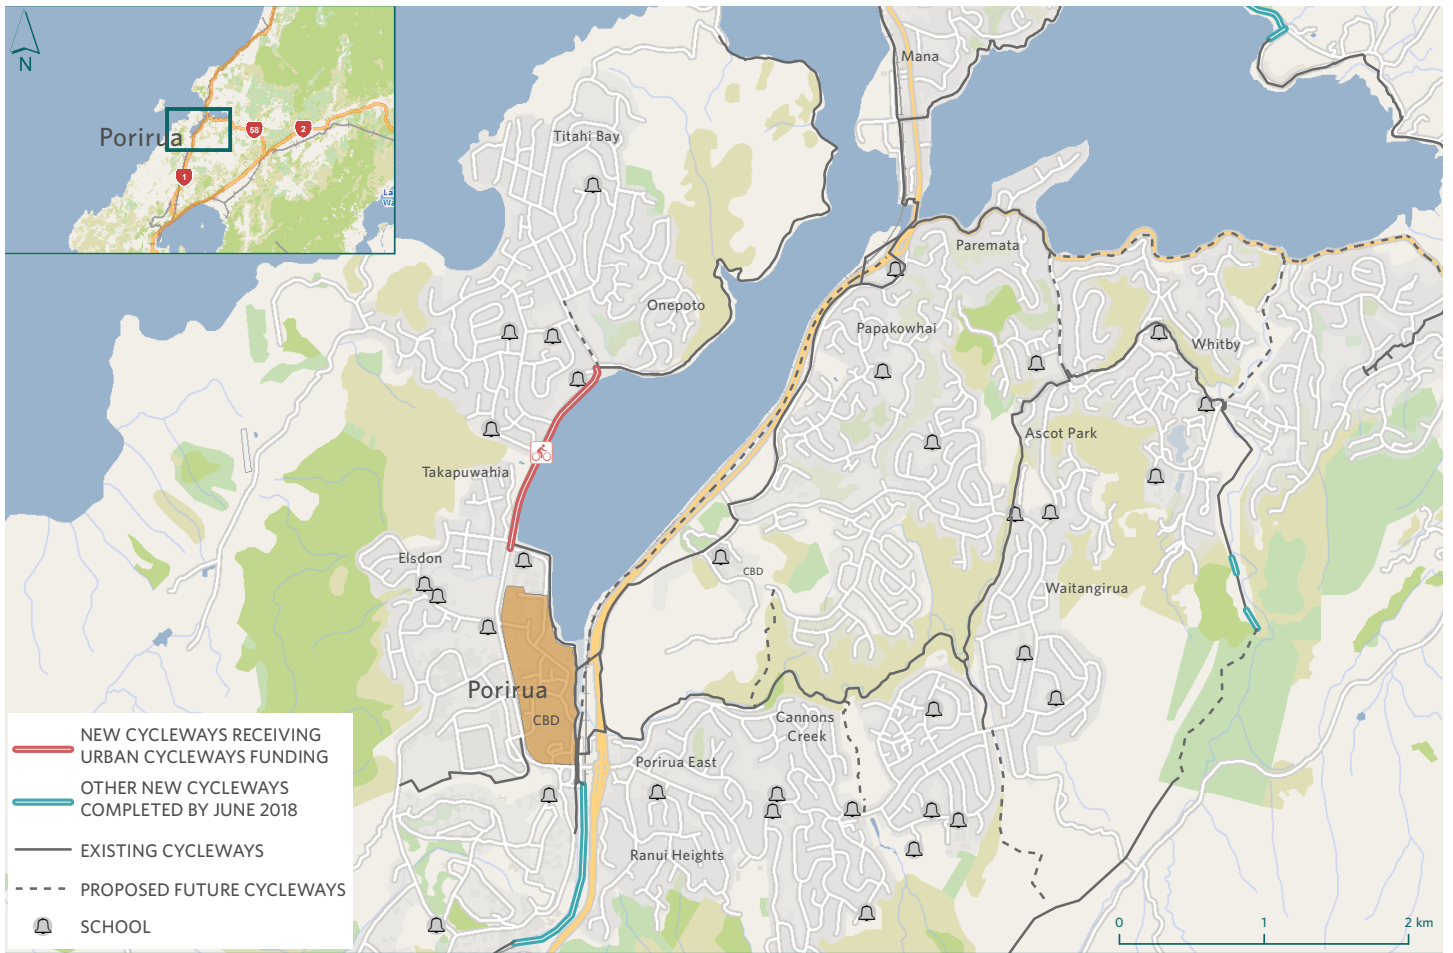 N
Porirua
58
2
1
La
Wa
Mana
Titahi Bay
Paremata
Onepoto
Papakowhai
Whitby
Ascot Park
Takapuwahia
Elsdon
CBD
Waitangirua
Porirua
CBD
Cannons
Creek
Porirua East
Ranui Heights
NEW CYCLEWAYS RECEIVING
URBAN CYCLEWAYS FUNDING
OTHER NEW CYCLEWAYS
COMPLETED BY JUNE 2018
EXISTING CYCLEWAYS
PROPOSED FUTURE CYCLEWAYS
SCHOOL
0 1 2 km